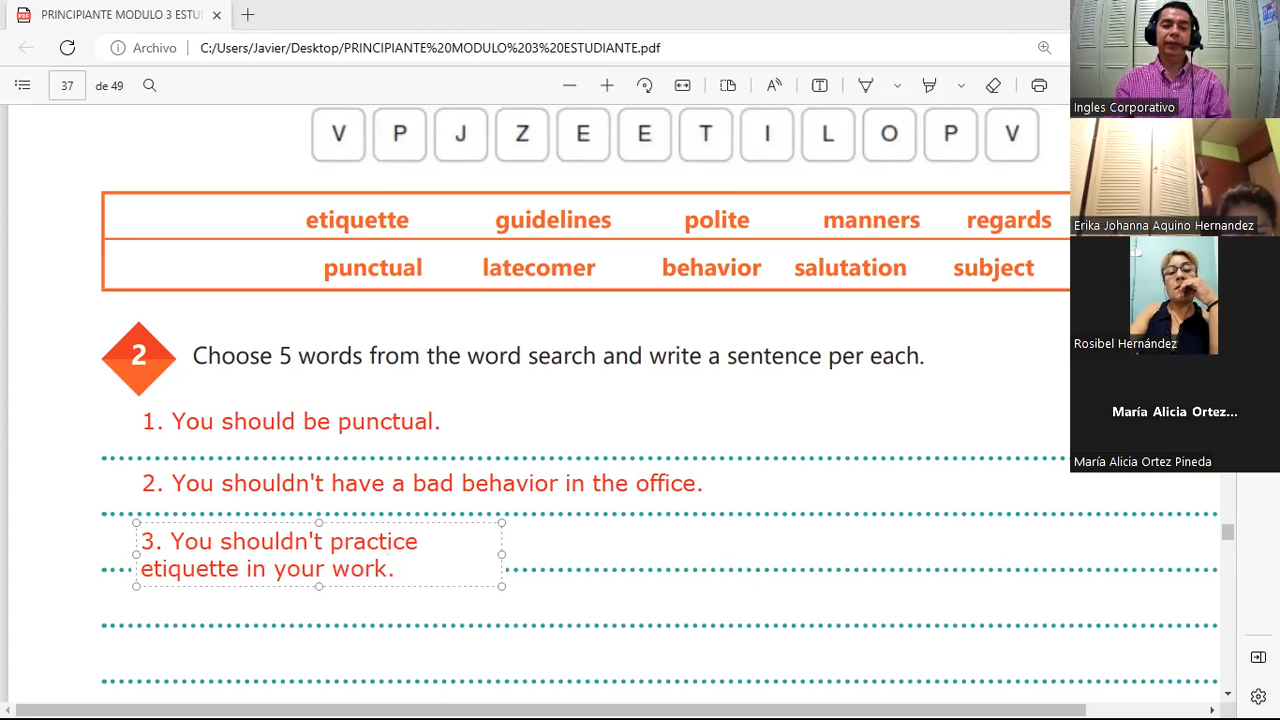 PRINCIPIANTE MODULO 3 ESTU
Archivo
C:/Users/Javier/Desktop/PRINCIPIANTE%20MODULO%203%20ESTUDIANTE.pdf
37 de 49
V P J Z E E T I L O P V
etiquette guidelines polite manners regards
punctual latecomer behavior salutation subject
2 Choose 5 words from the word search and write a sentence per each.
1. You should be punctual.
2. You shouldn't have a bad behavior in the office.
3. You shouldn't practice
etiquette in your work.
Ingles Corporativo
Erika Johanna Aquino Hernandez
Rosibel Hernández
María Alicia Ortez...
María Alicia Ortez Pineda